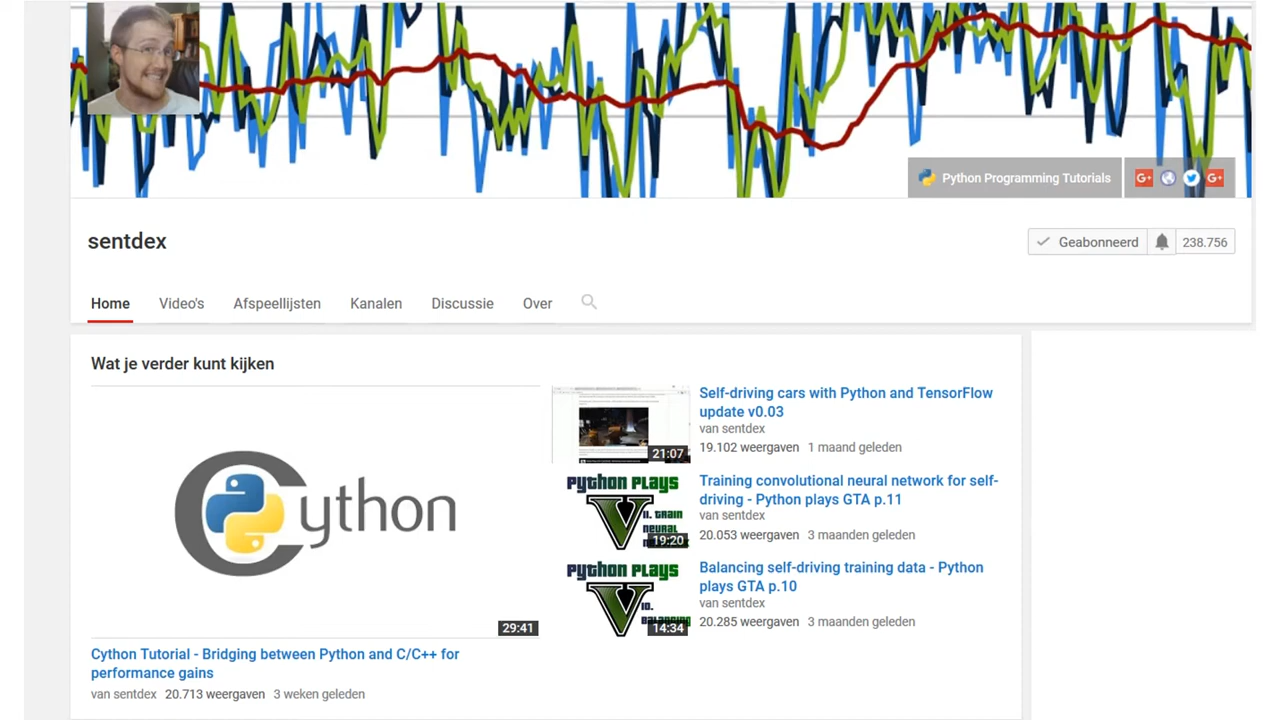 Python Programming Tutorials
sentdex
Geabonneerd 238.756
Home Video's Afspeellijsten Kanalen Discussie Over
Wat je verder kunt kijken
Cython
29:41
Cython Tutorial - Bridging between Python and C/C++ for
performance gains
van sentdex 20.713 weergaven 3 weken geleden
21:07
Self-driving cars with Python and TensorFlow
update v0.03
van sentdex
19.102 weergaven 1 maand geleden
PYTHON PLAYS
V
11. TRAIN
NEURAL
19:20
Training convolutional neural network for self-
driving - Python plays GTA p.11
van sentdex
20.053 weergaven 3 maanden geleden
PYTHON PLAYS
V
10.
14:34
Balancing self-driving training data - Python
plays GTA p.10
van sentdex
20.285 weergaven 3 maanden geleden